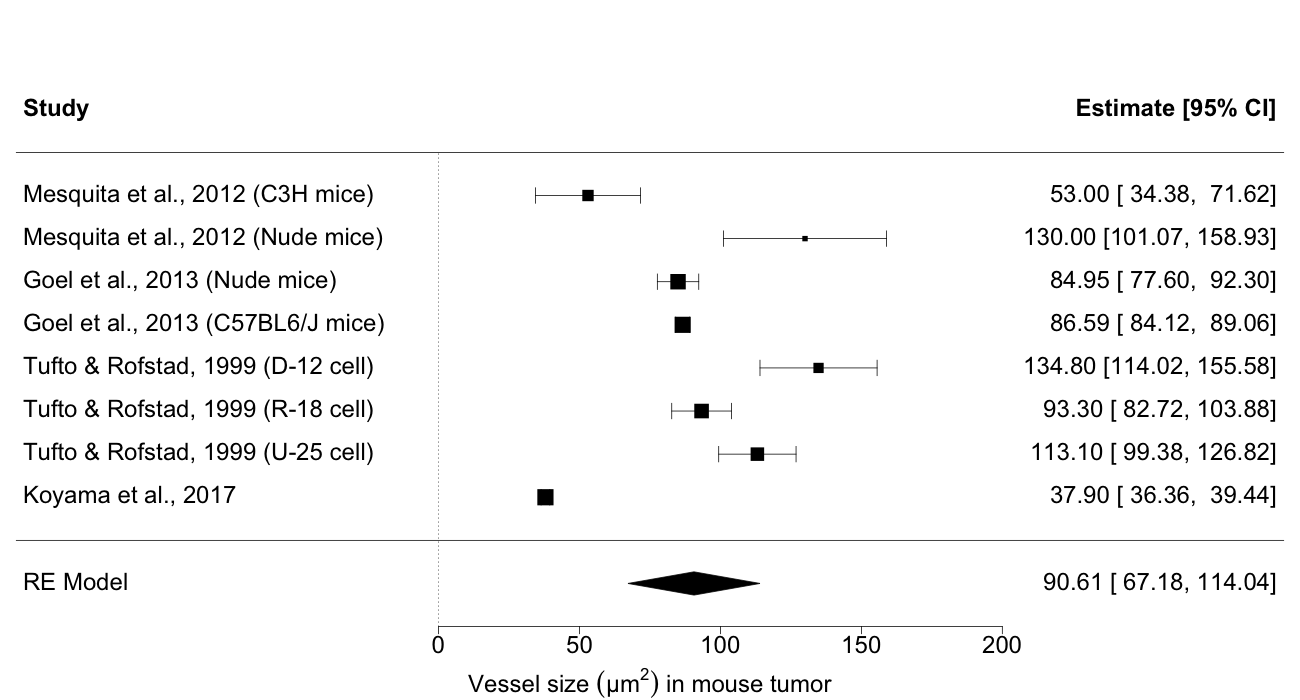 Study Estimate [95% CI]
Mesquita et al., 2012 (C3H mice) 53.00 [ 34.38, 71.62]
Mesquita et al., 2012 (Nude mice) 130.00 [101.07, 158.93]
Goel et al., 2013 (Nude mice) 84.95 [ 77.60, 92.30]
Goel et al., 2013 (C57BL6/J mice) 86.59 [ 84.12, 89.06]
Tufto & Rofstad, 1999 (D-12 cell) 134.80 [114.02, 155.58]
Tufto & Rofstad, 1999 (R-18 cell) 93.30 [ 82.72, 103.88]
Tufto & Rofstad, 1999 (U-25 cell) 113.10 [ 99.38, 126.82]
Koyama et al., 2017 37.90 [ 36.36, 39.44]
RE Model 90.61 [ 67.18, 114.04]
0 50 100 150 200
Vessel size (μm²) in mouse tumor